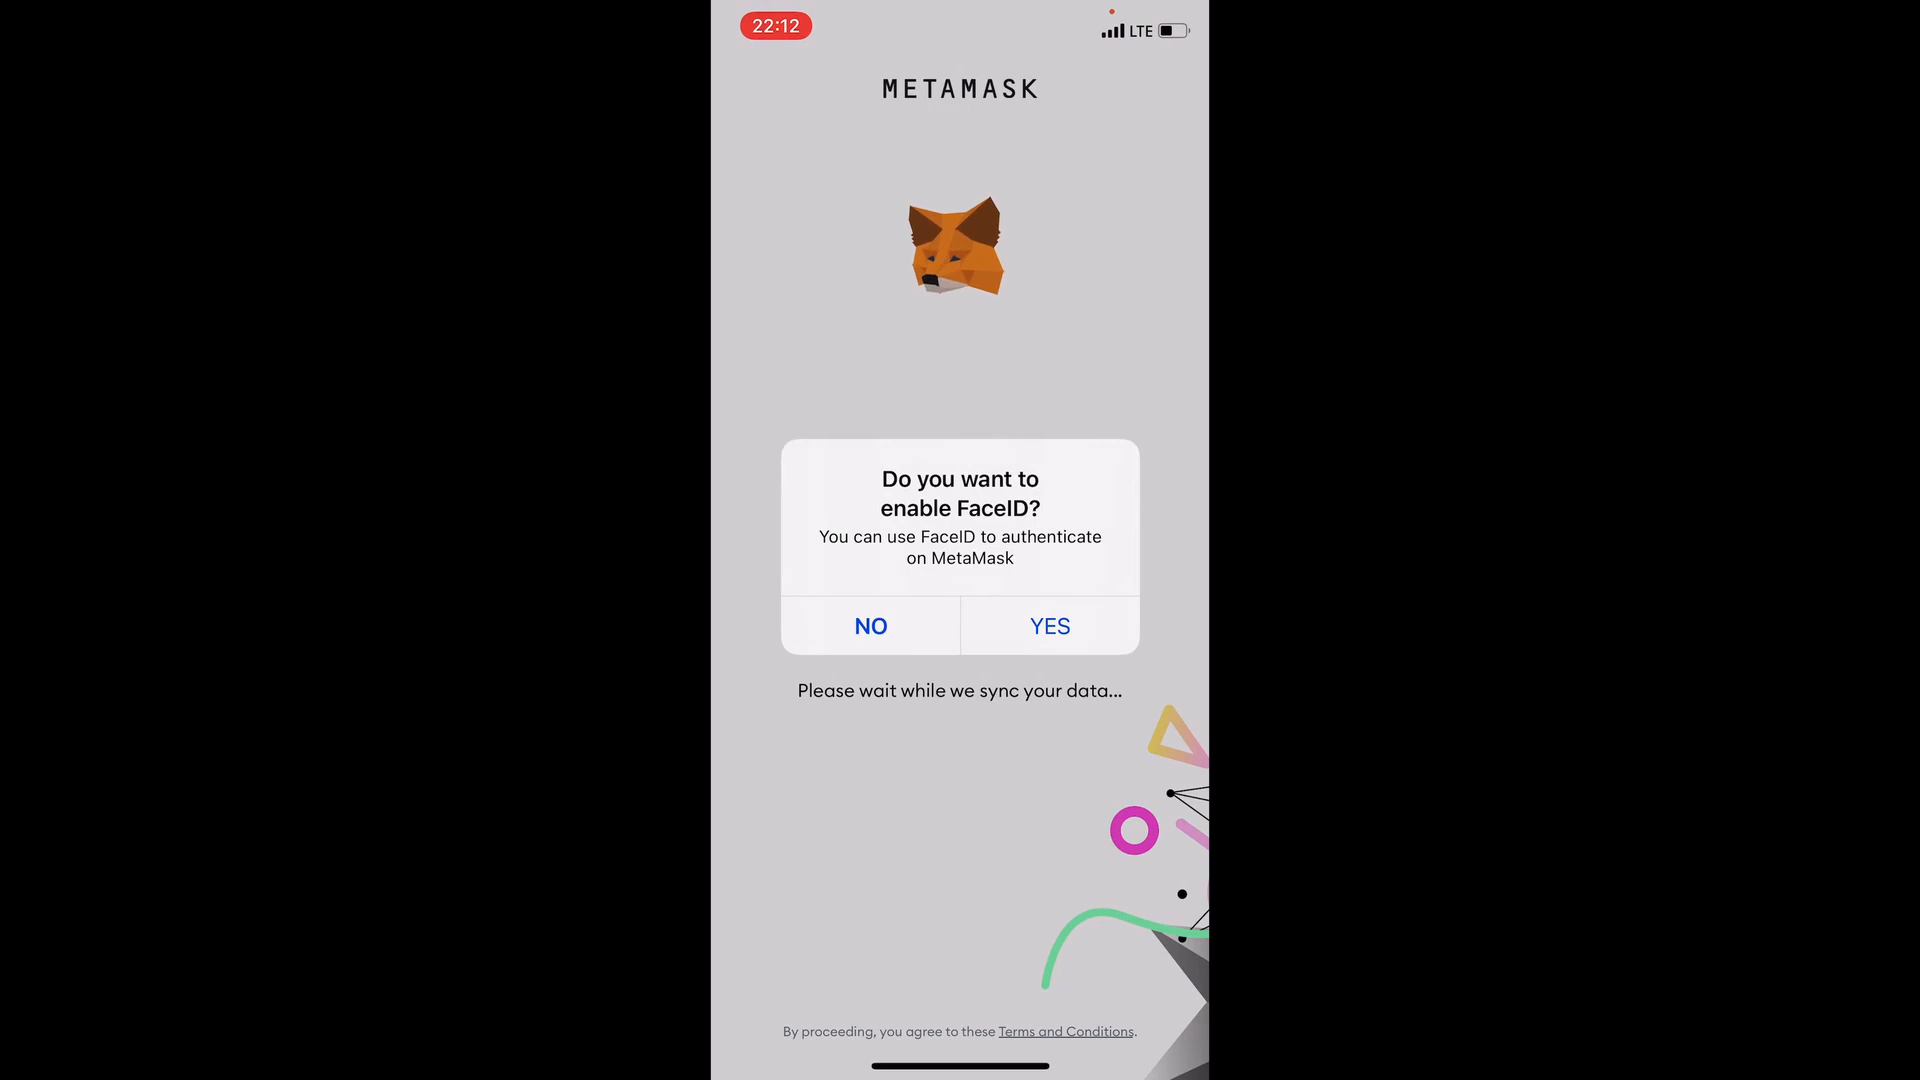 22:12
LTE
METAMASK
Do you want to
enable FaceID?
You can use FaceID to authenticate
on MetaMask
NO
YES
Please wait while we sync your data...
By proceeding, you agree to these Terms and Conditions.